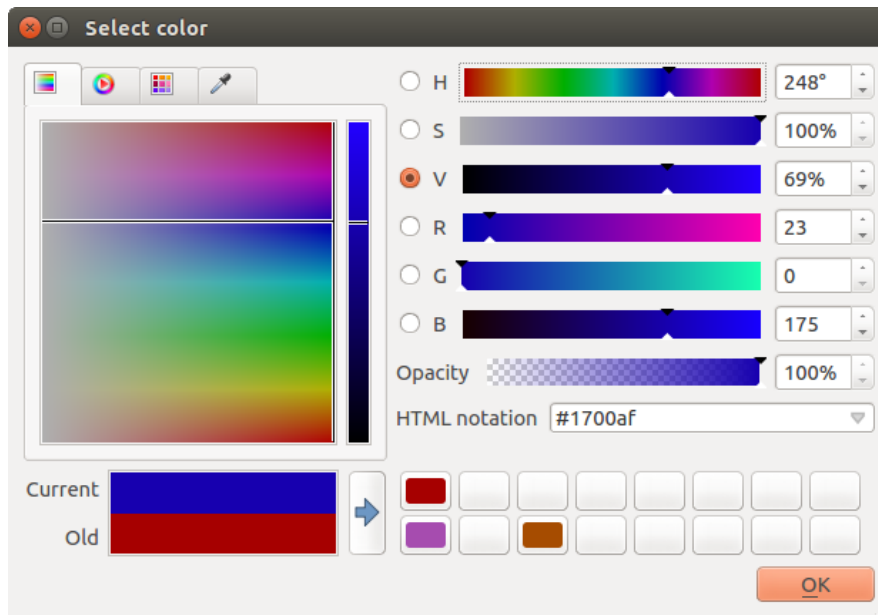 Select color
H 248°
S 100%
V 69%
R 23
G 0
B 175
Opacity 100%
HTML notation #1700af
Current
Old
OK